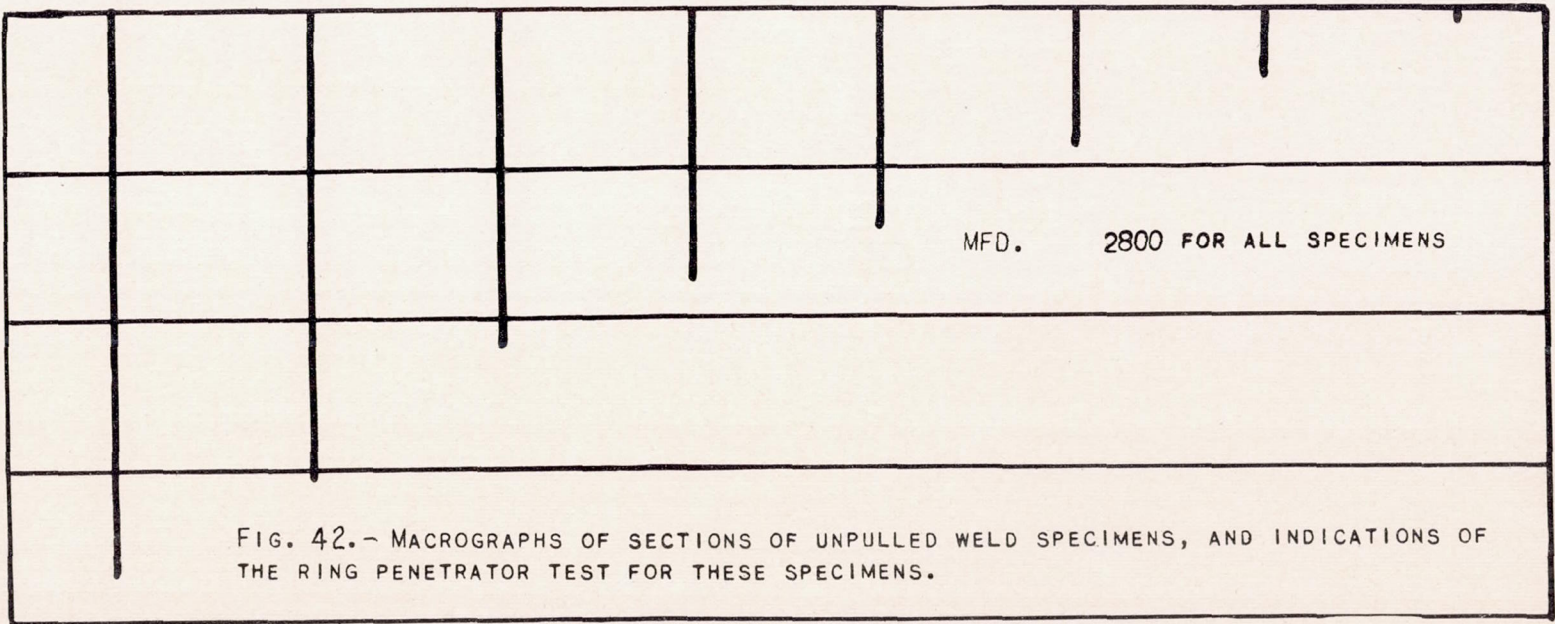 MFD. 2800 FOR ALL SPECIMENS
FIG. 42.- MACROGRAPHS OF SECTIONS OF UNPULLED WELD SPECIMENS, AND INDICATIONS OF
THE RING PENETRATOR TEST FOR THESE SPECIMENS.